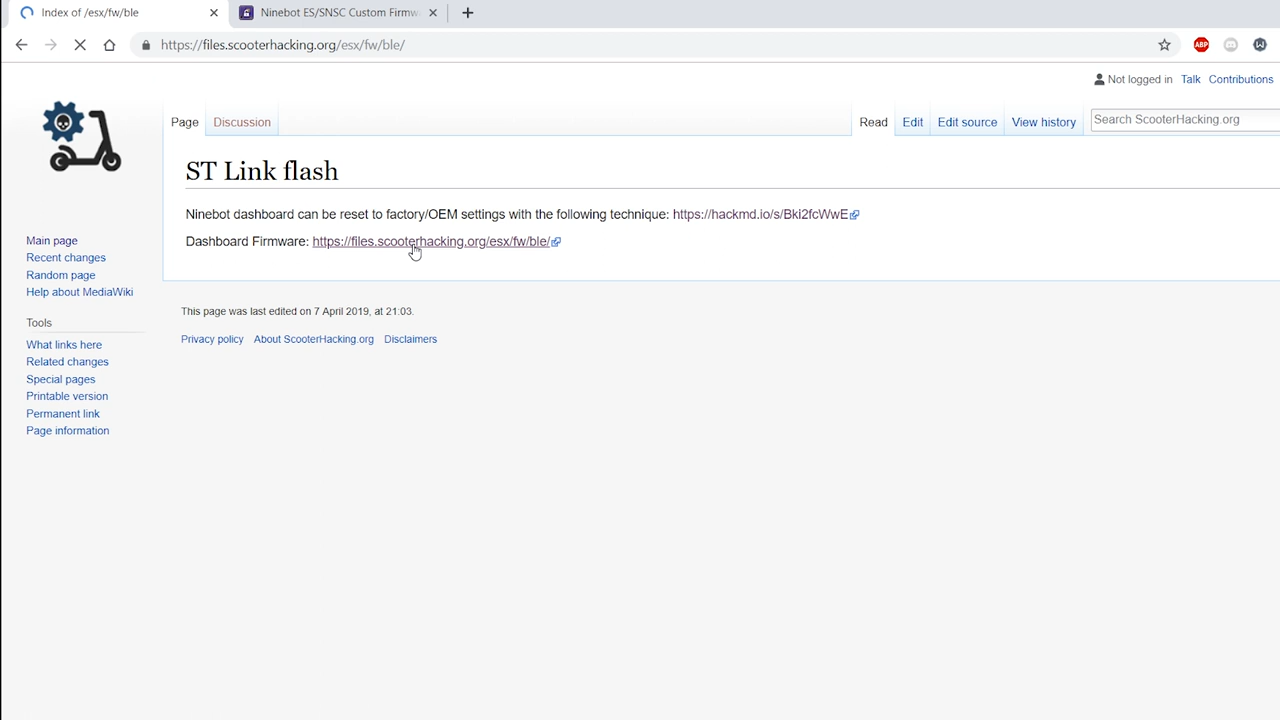 Index of /esx/fw/ble
Ninebot ES/SNSC Custom Firmw
https://files.scooterhacking.org/esx/fw/ble/
ABP
Not logged in Talk Contributions
Page Discussion Read Edit Edit source View history Search ScooterHacking.org
ST Link flash
Ninebot dashboard can be reset to factory/OEM settings with the following technique: https://hackmd.io/s/Bki2fcWwE
Dashboard Firmware: https://files.scooterhacking.org/esx/fw/ble/
Main page
Recent changes
Random page
Help about MediaWiki
Tools
What links here
Related changes
Special pages
Printable version
Permanent link
Page information
This page was last edited on 7 April 2019, at 21:03.
Privacy policy About ScooterHacking.org Disclaimers